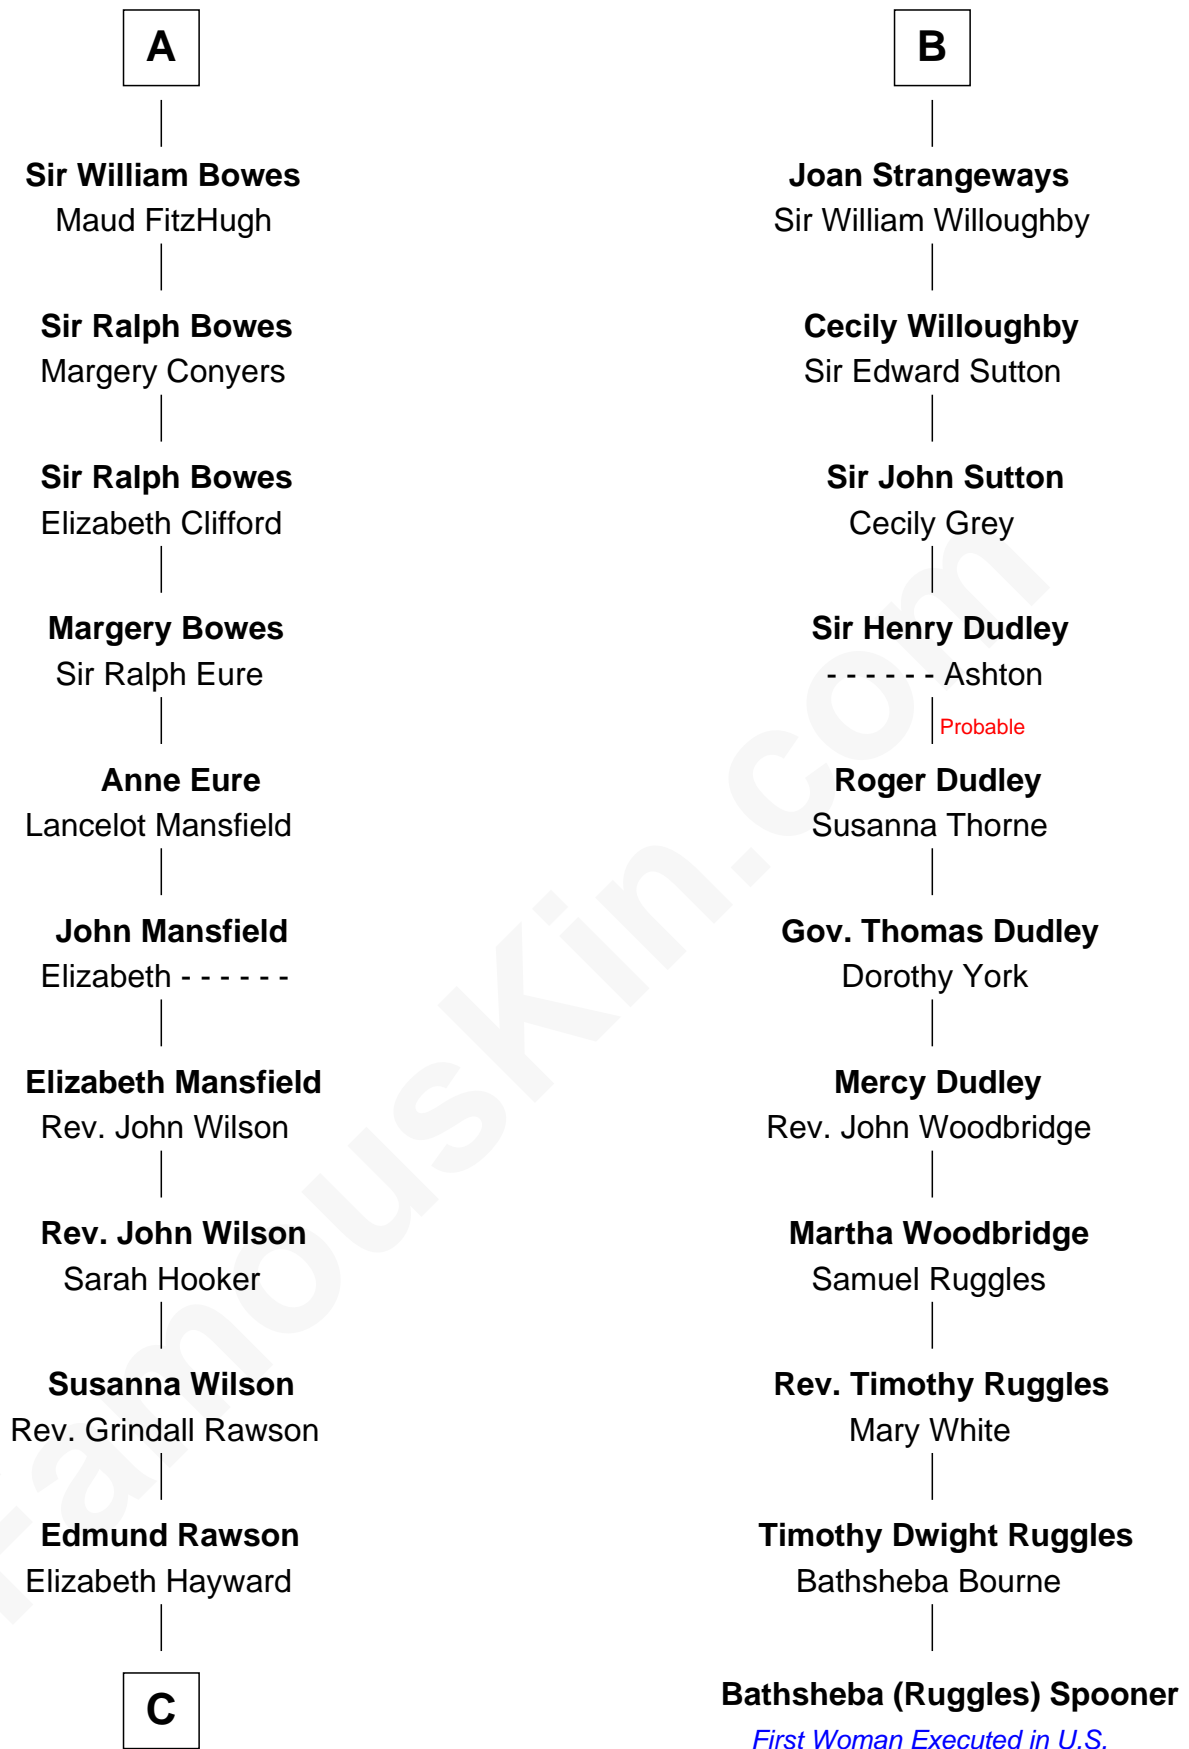 A
Sir William Bowes
Maud FitzHugh
Sir Ralph Bowes
Margery Conyers
Sir Ralph Bowes
Elizabeth Clifford
Margery Bowes
Sir Ralph Eure
Anne Eure
Lancelot Mansfield
John Mansfield
Elizabeth - - - - - -
Elizabeth Mansfield
Rev. John Wilson
Rev. John Wilson
Sarah Hooker
Susanna Wilson
Rev. Grindall Rawson
Edmund Rawson
Elizabeth Hayward
C
B
Joan Strangeways
Sir William Willoughby
Cecily Willoughby
Sir Edward Sutton
Sir John Sutton
Cecily Grey
Sir Henry Dudley
- - - - - - Ashton
Probable
Roger Dudley
Susanna Thorne
Gov. Thomas Dudley
Dorothy York
Mercy Dudley
Rev. John Woodbridge
Martha Woodbridge
Samuel Ruggles
Rev. Timothy Ruggles
Mary White
Timothy Dwight Ruggles
Bathsheba Bourne
Bathsheba (Ruggles) Spooner
First Woman Executed in U.S.
FamousKin.com